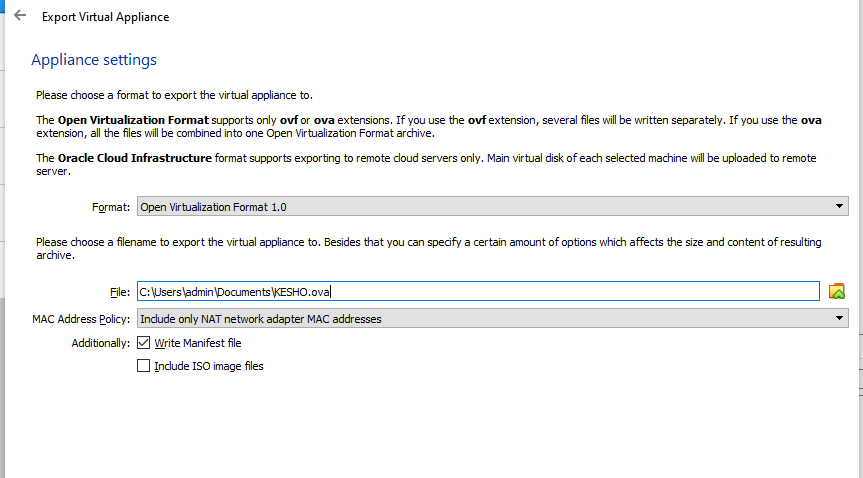 Export Virtual Appliance
Appliance settings
Please choose a format to export the virtual appliance to.
The Open Virtualization Format supports only ovf or ova extensions. If you use the ovf extension, several files will be written separately. If you use the ova
extension, all the files will be combined into one Open Virtualization Format archive.
The Oracle Cloud Infrastructure format supports exporting to remote cloud servers only. Main virtual disk of each selected machine will be uploaded to remote
server.
Format: Open Virtualization Format 1.0
Please choose a filename to export the virtual appliance to. Besides that you can specify a certain amount of options which affects the size and content of resulting
archive.
File: C:\Users\admin\Documents\KESHO.ova
MAC Address Policy: Include only NAT network adapter MAC addresses
Additionally: Write Manifest file
Include ISO image files